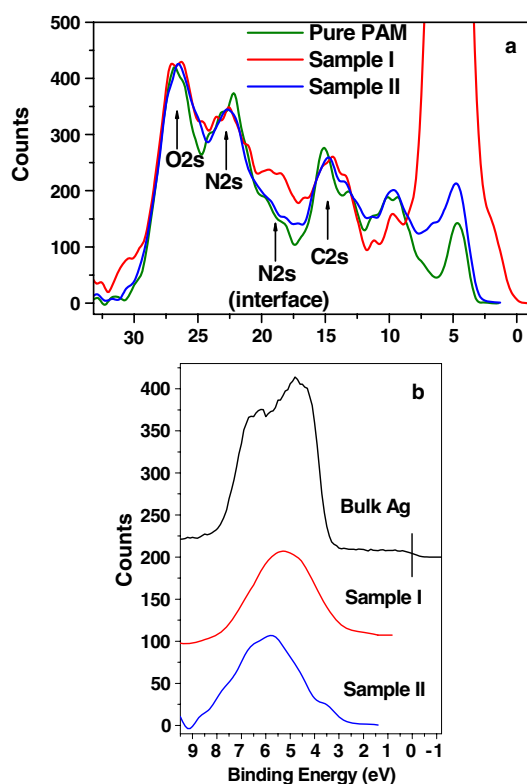 Pure PAM
Sample I
Sample II
a
500
400
300
200
100
0
Counts
O2s
N2s
N2s
(interface)
C2s
30 25 20 15 10 5 0
b
400
350
300
250
200
150
100
50
0
Counts
Bulk Ag
Sample I
Sample II
9 8 7 6 5 4 3 2 1 0 -1
Binding Energy (eV)